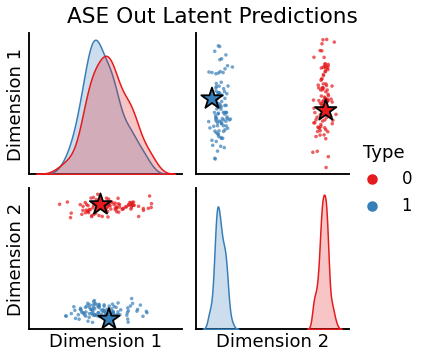 ASE Out Latent Predictions
Dimension 1
Type
0
1
Dimension 2
Dimension 1
Dimension 2